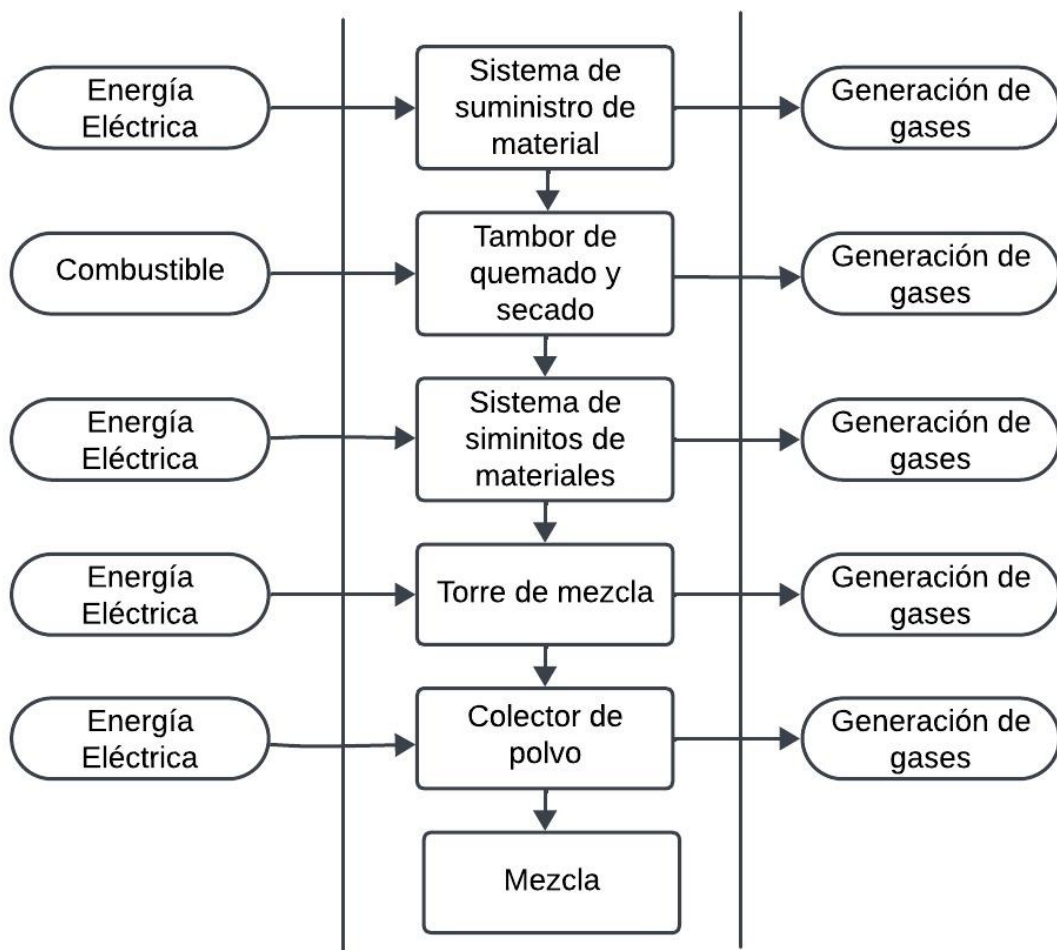 Energía
Eléctrica
Sistema de
suministro de
material
Generación de
gases
Combustible
Tambor de
quemado y
secado
Generación de
gases
Energía
Eléctrica
Sistema de
siminitos de
materiales
Generación de
gases
Energía
Eléctrica
Torre de mezcla
Generación de
gases
Energía
Eléctrica
Colector de
polvo
Generación de
gases
Mezcla